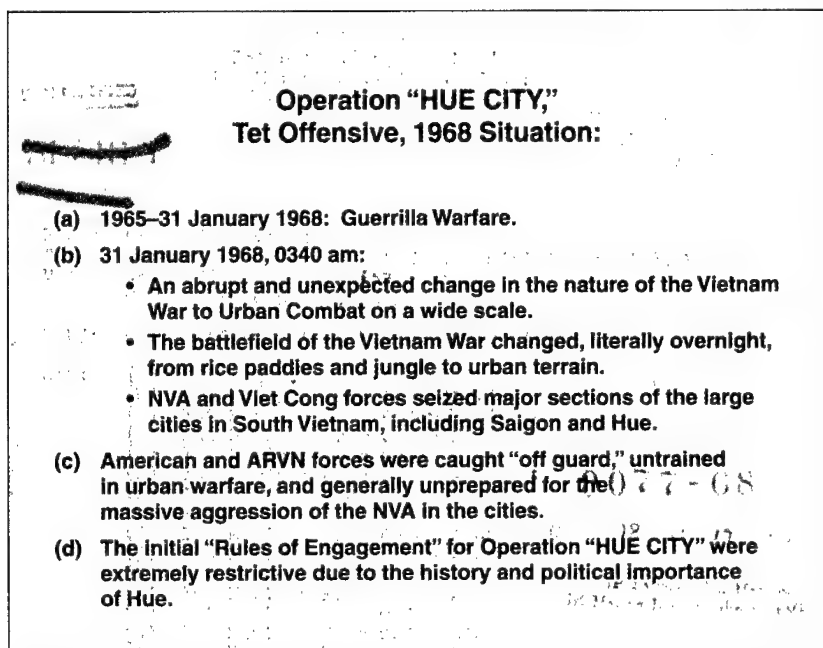 Operation “HUE CITY,”
Tet Offensive, 1968 Situation:
(a) 1965–31 January 1968: Guerrilla Warfare.
(b) 31 January 1968, 0340 am:
• An abrupt and unexpected change in the nature of the Vietnam
War to Urban Combat on a wide scale.
• The battlefield of the Vietnam War changed, literally overnight,
from rice paddies and jungle to urban terrain.
• NVA and Viet Cong forces seized major sections of the large
cities in South Vietnam, including Saigon and Hue.
(c) American and ARVN forces were caught “off guard,” untrained
in urban warfare, and generally unprepared for the
massive aggression of the NVA in the cities.
(d) The initial “Rules of Engagement” for Operation “HUE CITY” were
extremely restrictive due to the history and political importance
of Hue.